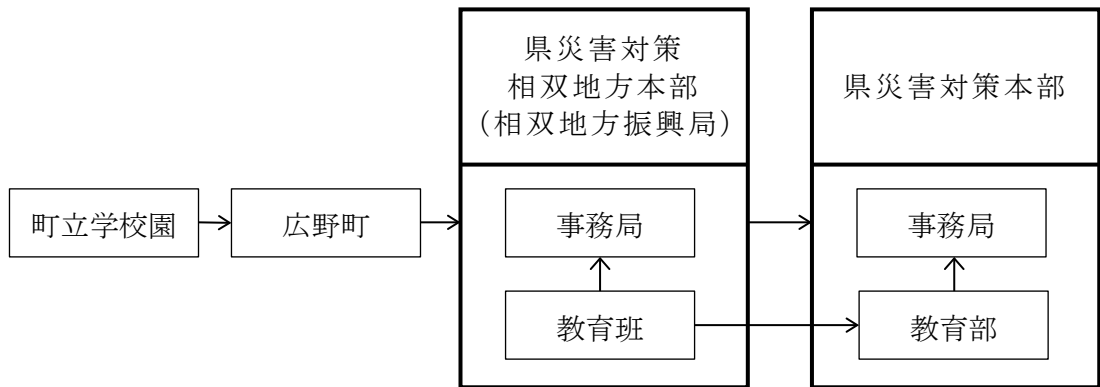 県災害対策
相双地方本部
(相双地方振興局)
県災害対策本部
町立学校園
広野町
事務局
事務局
教育班
教育部